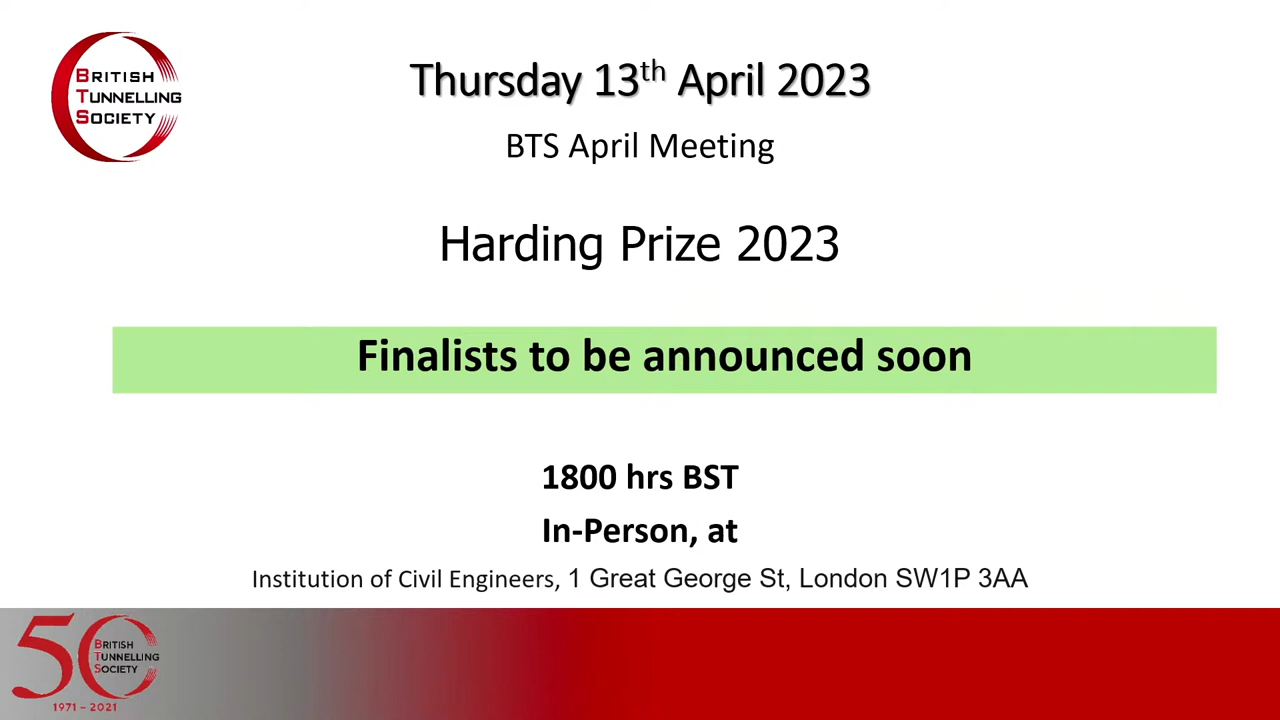 BRITISH
TUNNELLING
SOCIETY
Thursday 13th April 2023
BTS April Meeting
Harding Prize 2023
Finalists to be announced soon
1800 hrs BST
In-Person, at
Institution of Civil Engineers, 1 Great George St, London SW1P 3AA
50
BRITISH
TUNNELLING
SOCIETY
1971 - 2021